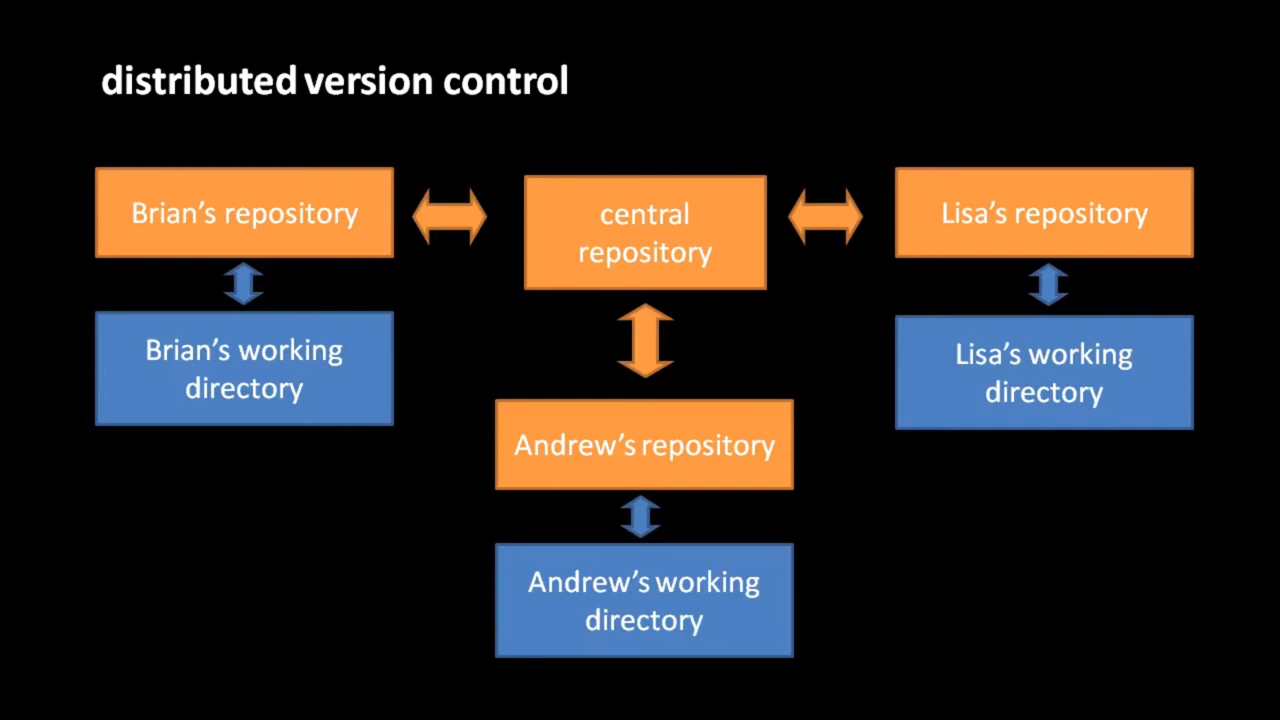 distributed version control
Brian’s repository
central
repository
Lisa’s repository
Brian’s working
directory
Lisa’s working
directory
Andrew’s repository
Andrew’s working
directory